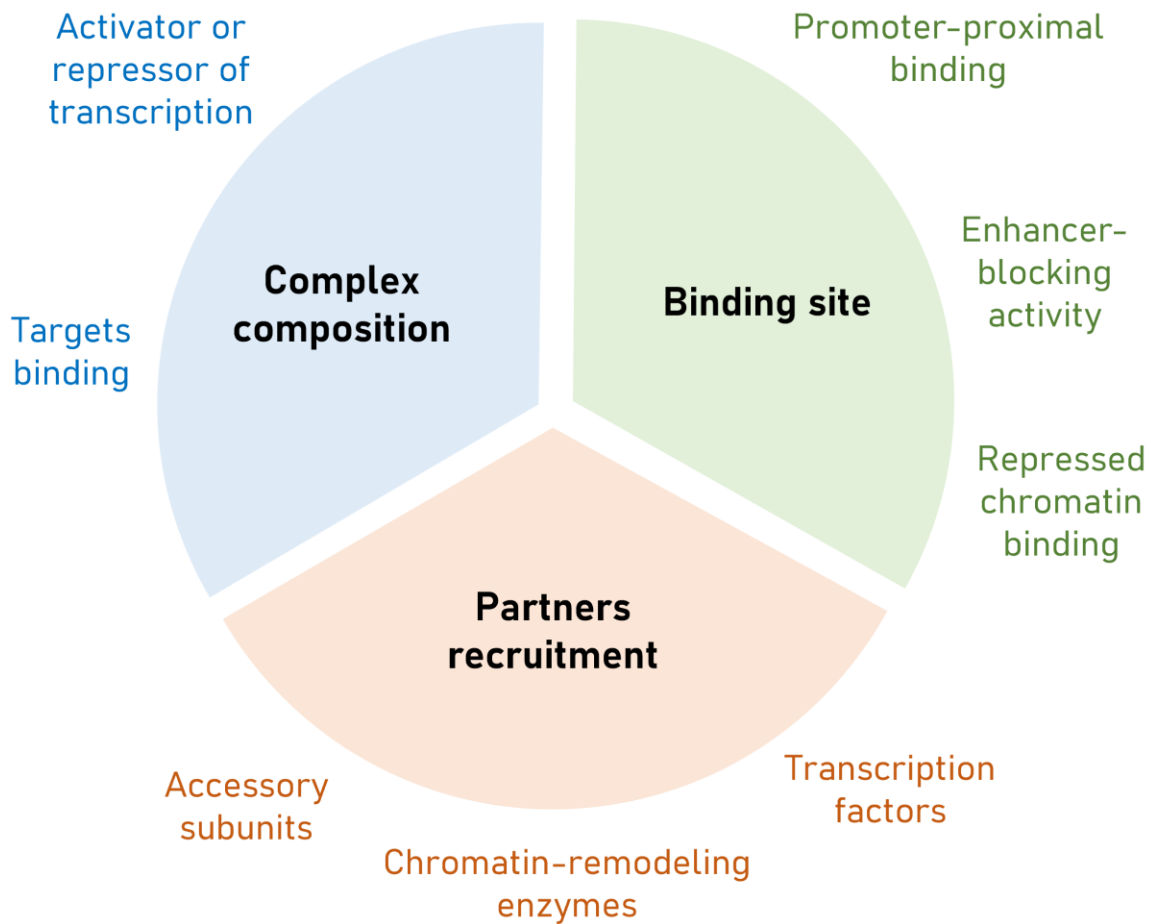 Activator or
repressor of
transcription
Targets
binding
Complex
composition
Promoter-proximal
binding
Enhancer-
blocking
activity
Repressed
chromatin
binding
Binding site
Partners
recruitment
Accessory
subunits
Chromatin-remodeling
enzymes
Transcription
factors